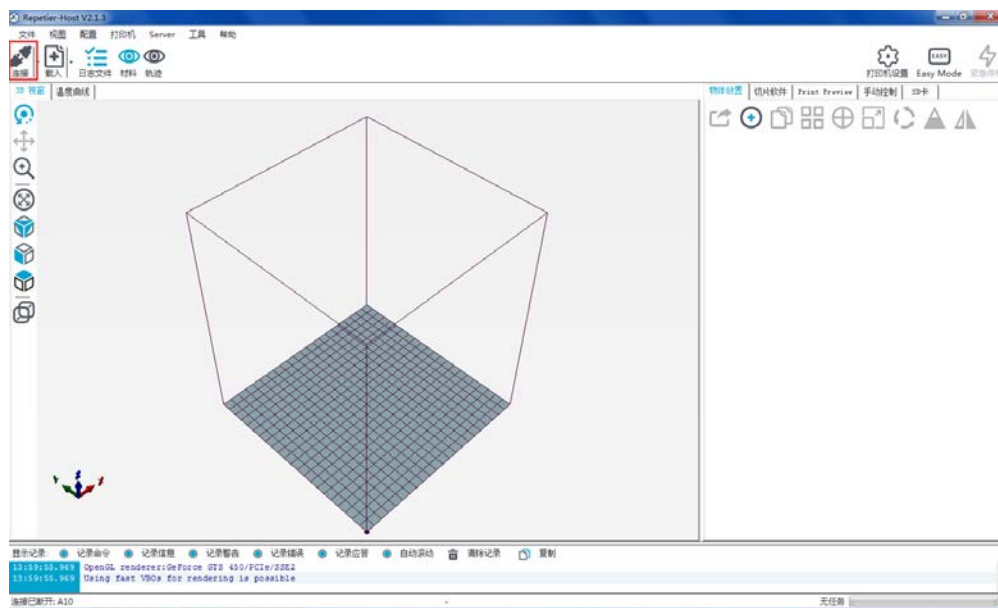 Repetier-Host V2.1.3
文件 视图 配置 打印机 Server 工具 帮助
连接 载入 日志文件 材料 轨迹 打印机设置 Easy Mode 紧急停止
EASY
3D 视窗 温度曲线 物体放置 切片软件 Print Preview 手动控制 SD卡
显示记录: 记录命令 记录信息 记录警告 记录错误 记录应答 自动滚动 清除记录 复制
13:59:55.969 OpenGL renderer:GeForce GTS 450/PCIe/SSE2
13:59:55.969 Using fast VBOs for rendering is possible
连接已断开: A10 - 无任务